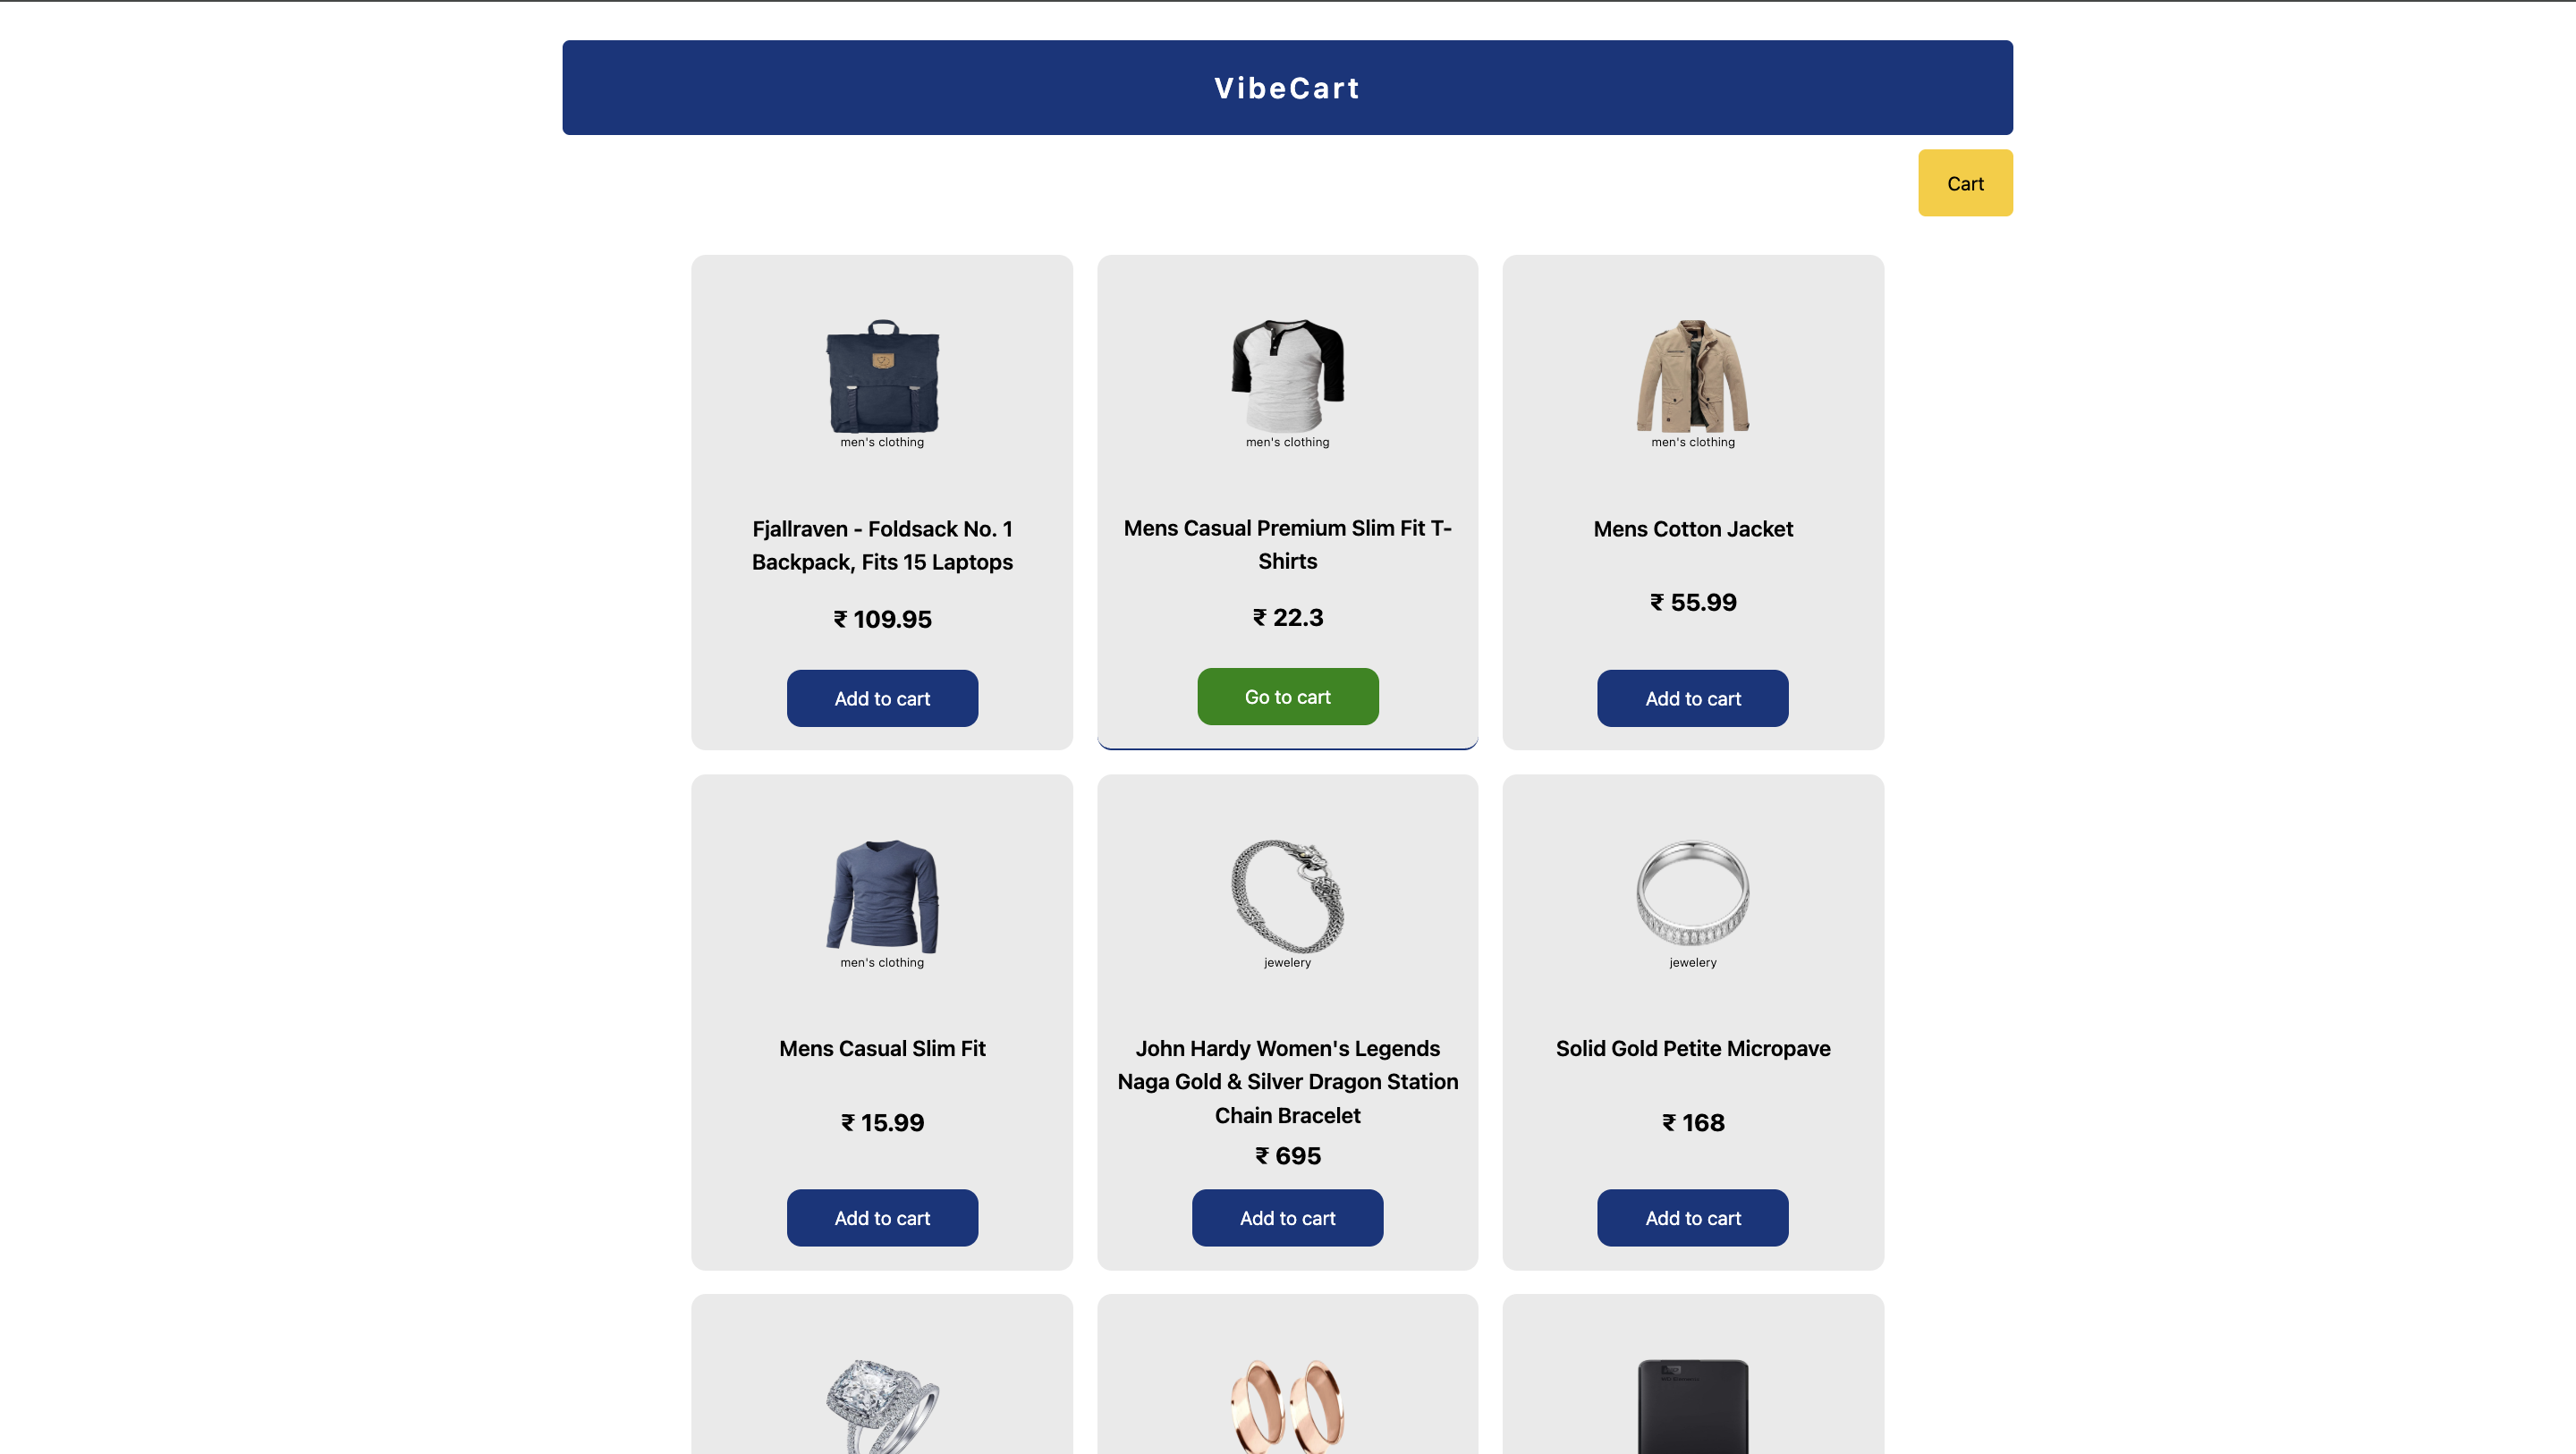 VibeCart
Cart
men's clothing
Fjallraven - Foldsack No. 1
Backpack, Fits 15 Laptops
₹ 109.95
Add to cart
men's clothing
Mens Casual Premium Slim Fit T-
Shirts
₹ 22.3
Go to cart
men's clothing
Mens Cotton Jacket
₹ 55.99
Add to cart
men's clothing
Mens Casual Slim Fit
₹ 15.99
Add to cart
jewelery
John Hardy Women's Legends
Naga Gold & Silver Dragon Station
Chain Bracelet
₹ 695
Add to cart
jewelery
Solid Gold Petite Micropave
₹ 168
Add to cart